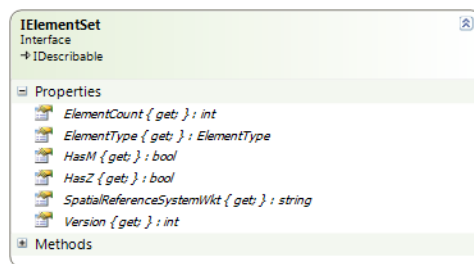 IElementSet
Interface
IDescribable
Properties
ElementCount { get; } : int
ElementType { get; } : ElementType
HasM { get; } : bool
HasZ { get; } : bool
SpatialReferenceSystemWkt { get; } : string
Version { get; } : int
Methods